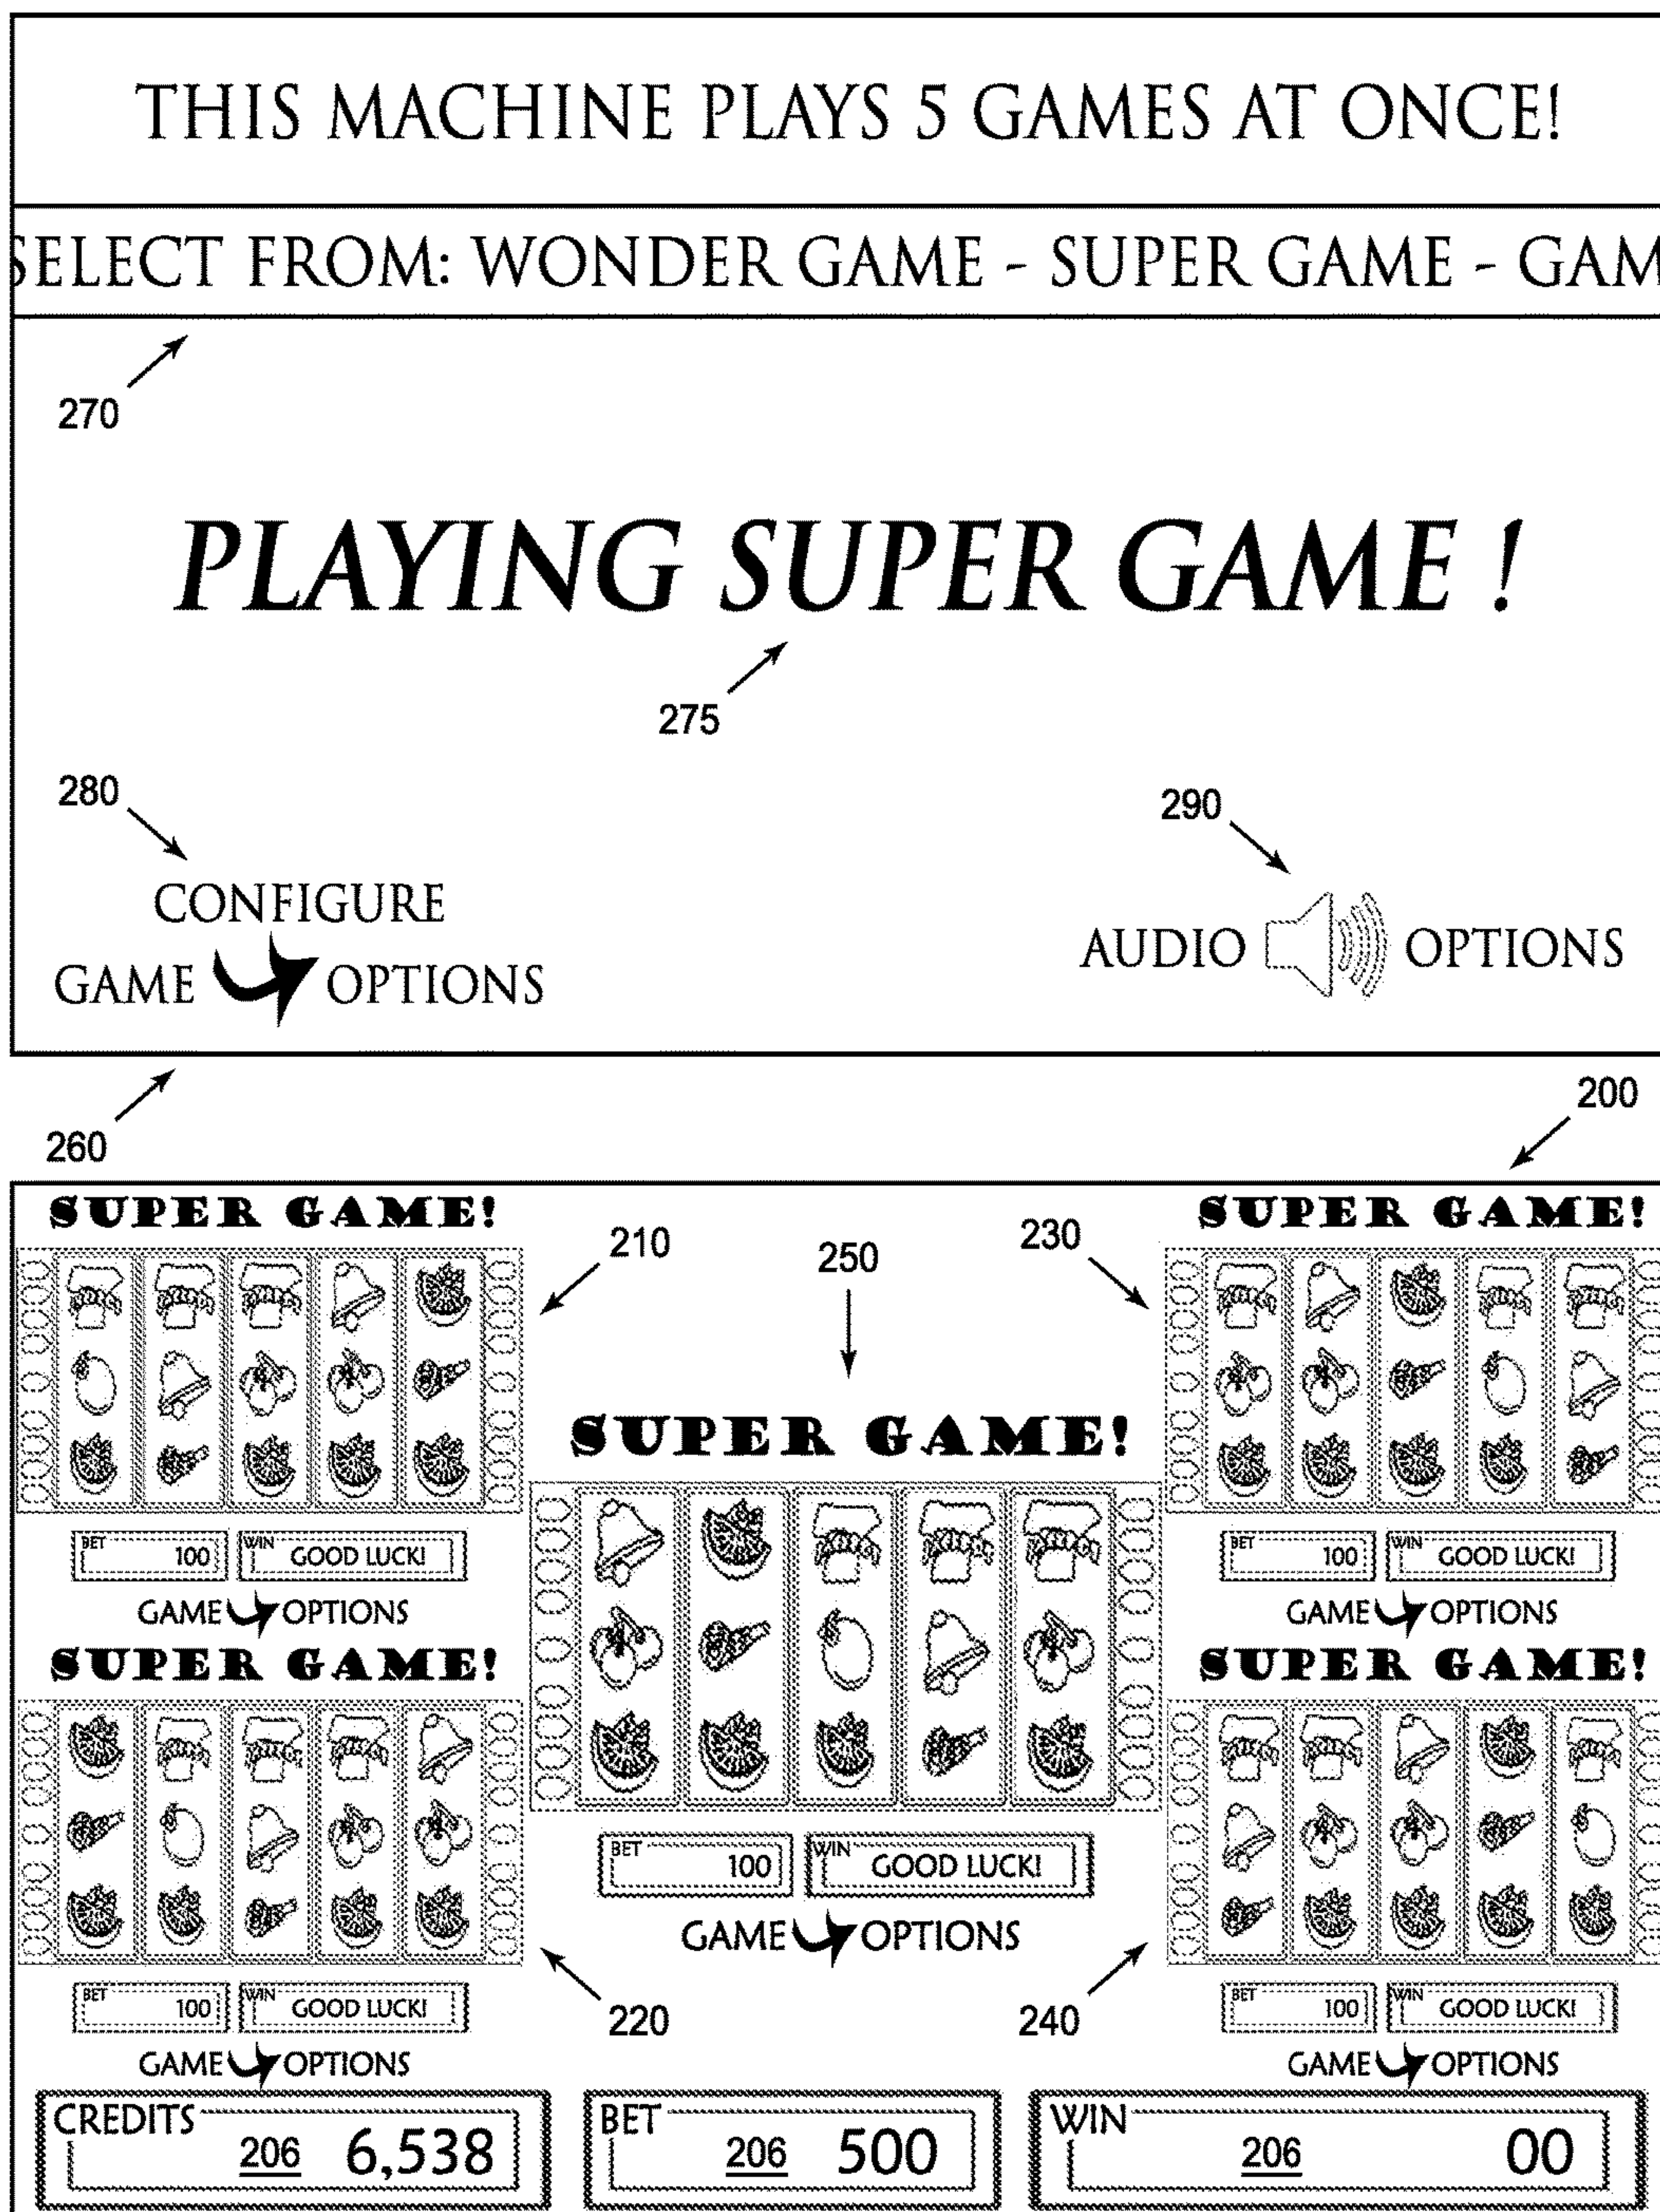 THIS MACHINE PLAYS 5 GAMES AT ONCE!
SELECT FROM: WONDER GAME - SUPER GAME - GAM
270
PLAYING SUPER GAME !
275
280
290
CONFIGURE
GAME OPTIONS
AUDIO OPTIONS
260
200
SUPER GAME!
SUPER GAME!
210
250
230
SUPER GAME!
BET 100 WIN GOOD LUCK!
BET 100 WIN GOOD LUCK!
GAME OPTIONS
GAME OPTIONS
SUPER GAME!
SUPER GAME!
BET 100 WIN GOOD LUCK!
GAME OPTIONS
220
240
BET 100 WIN GOOD LUCK!
BET 100 WIN GOOD LUCK!
GAME OPTIONS
GAME OPTIONS
CREDITS 206 6,538
BET 206 500
WIN 206 00